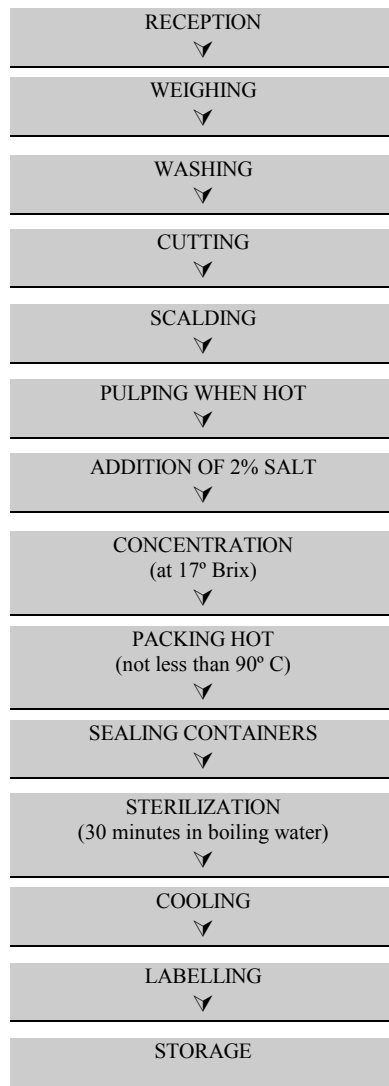 RECEPTION
WEIGHING
WASHING
CUTTING
SCALDING
PULPING WHEN HOT
ADDITION OF 2% SALT
CONCENTRATION
(at 17º Brix)
PACKING HOT
(not less than 90º C)
SEALING CONTAINERS
STERILIZATION
(30 minutes in boiling water)
COOLING
LABELLING
STORAGE